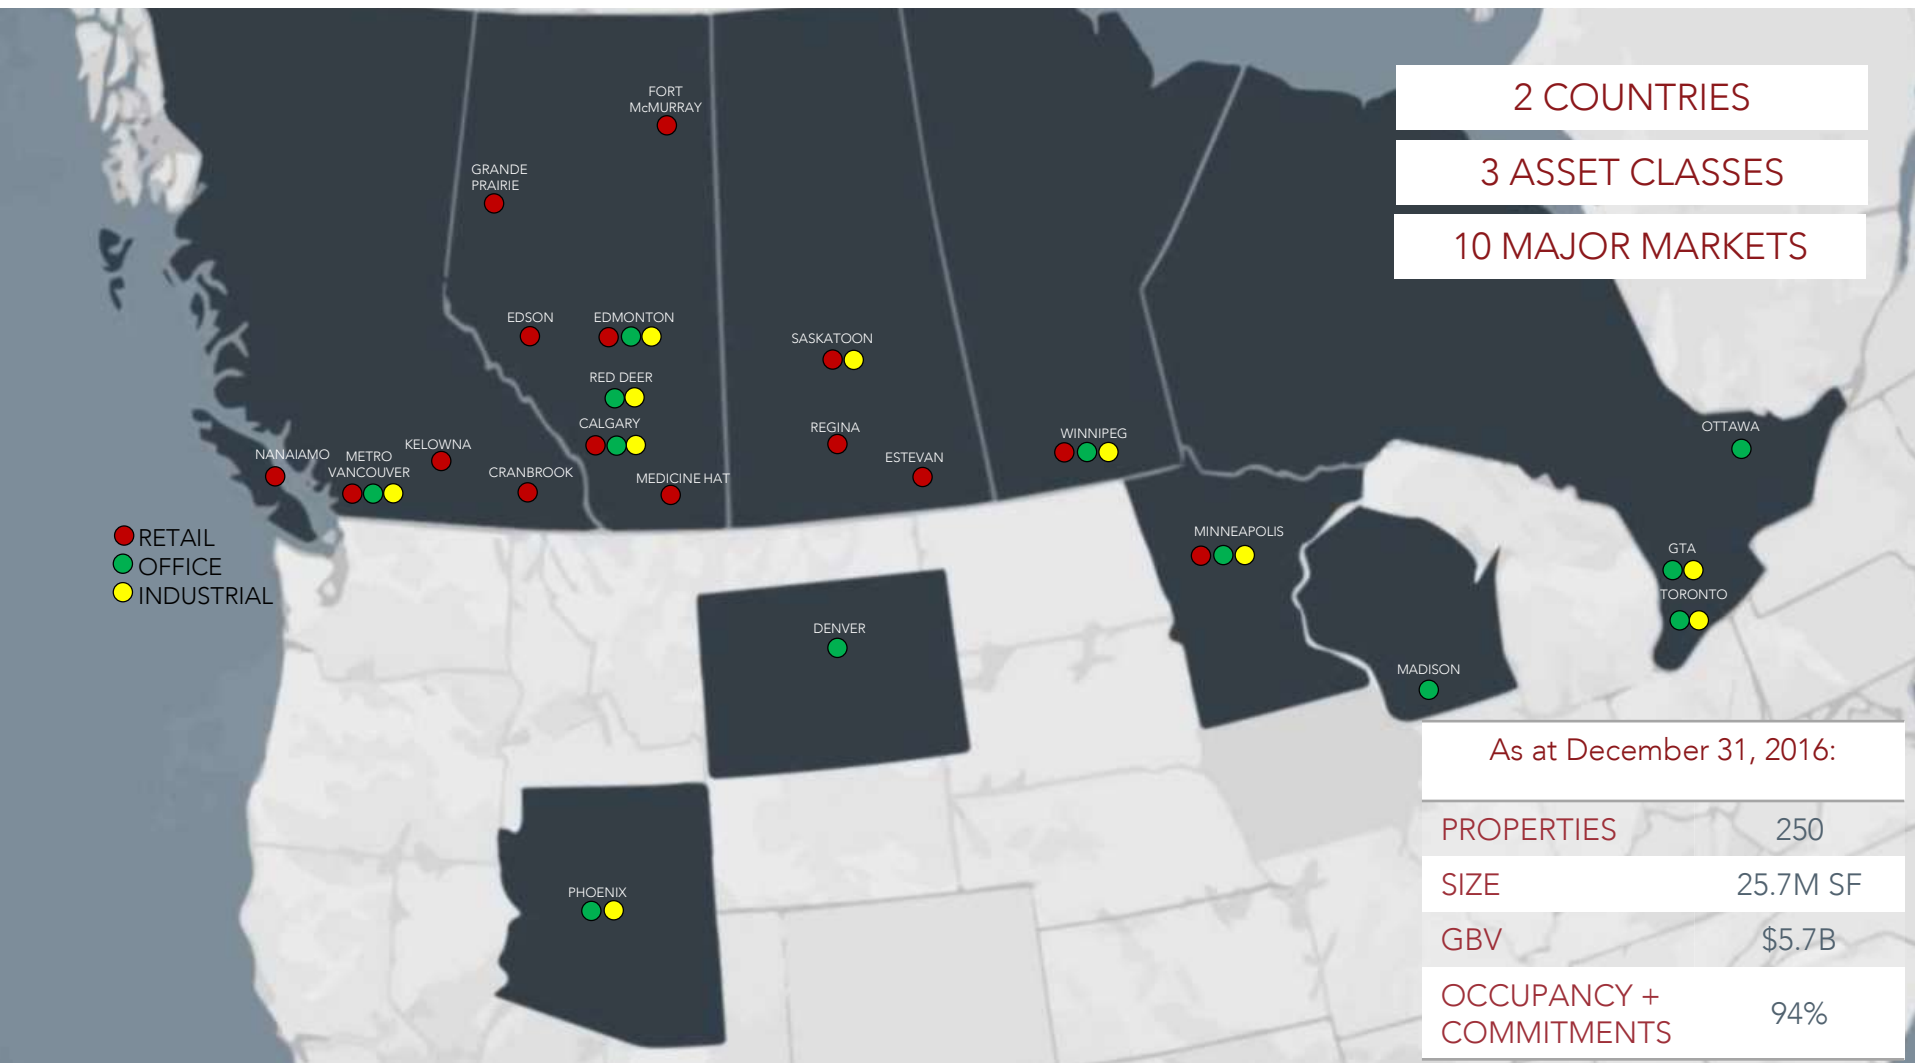 2 COUNTRIES
3 ASSET CLASSES
10 MAJOR MARKETS
FORT
McMURRAY
GRANDE
PRAIRIE
EDSON
EDMONTON
SASKATOON
RED DEER
CALGARY
REGINA
WINNIPEG
OTTAWA
NANAIAMO
METRO
VANCOUVER
KELOWNA
CRANBROOK
MEDICINE HAT
ESTEVAN
RETAIL
OFFICE
INDUSTRIAL
MINNEAPOLIS
GTA
TORONTO
DENVER
MADISON
PHOENIX
As at December 31, 2016:
PROPERTIES 250
SIZE 25.7M SF
GBV $5.7B
OCCUPANCY +
COMMITMENTS 94%